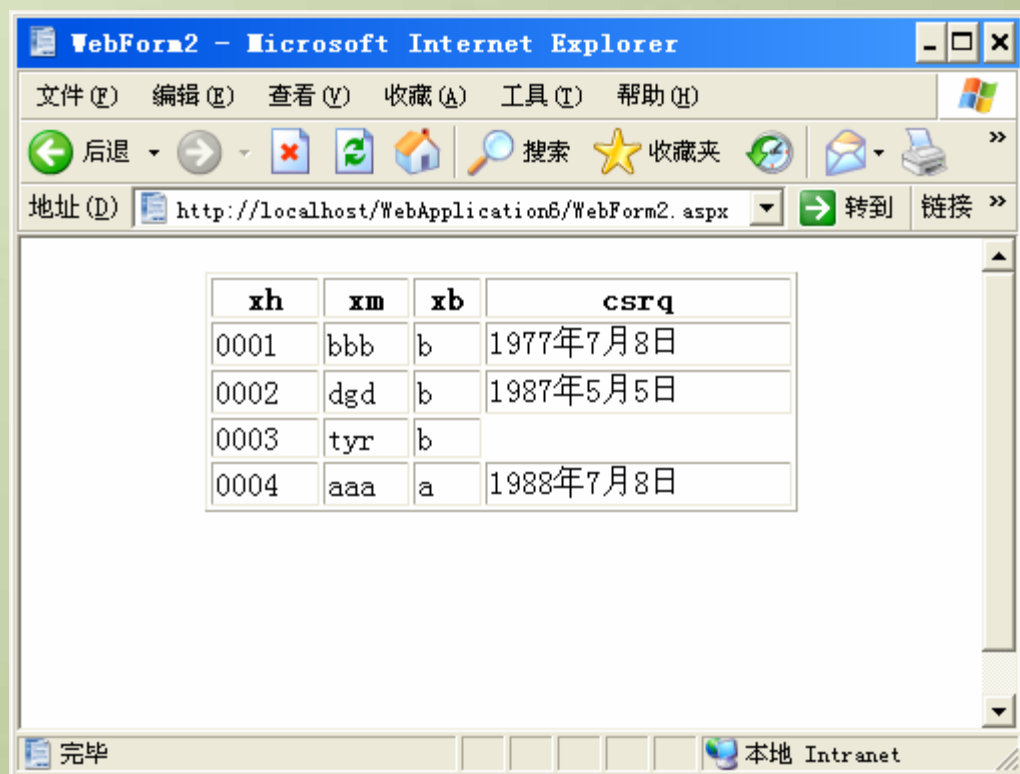 WebForm2 - Microsoft Internet Explorer
文件(F) 编辑(E) 查看(V) 收藏(A) 工具(T) 帮助(H)
后退 搜索 收藏夹 »
地址(D) http://localhost/WebApplication6/WebForm2.aspx 转到 链接 »
xh xm xb csrq
0001 bbb b 1977年7月8日
0002 dgd b 1987年5月5日
0003 tyr b
0004 aaa a 1988年7月8日
完毕 本地 Intranet